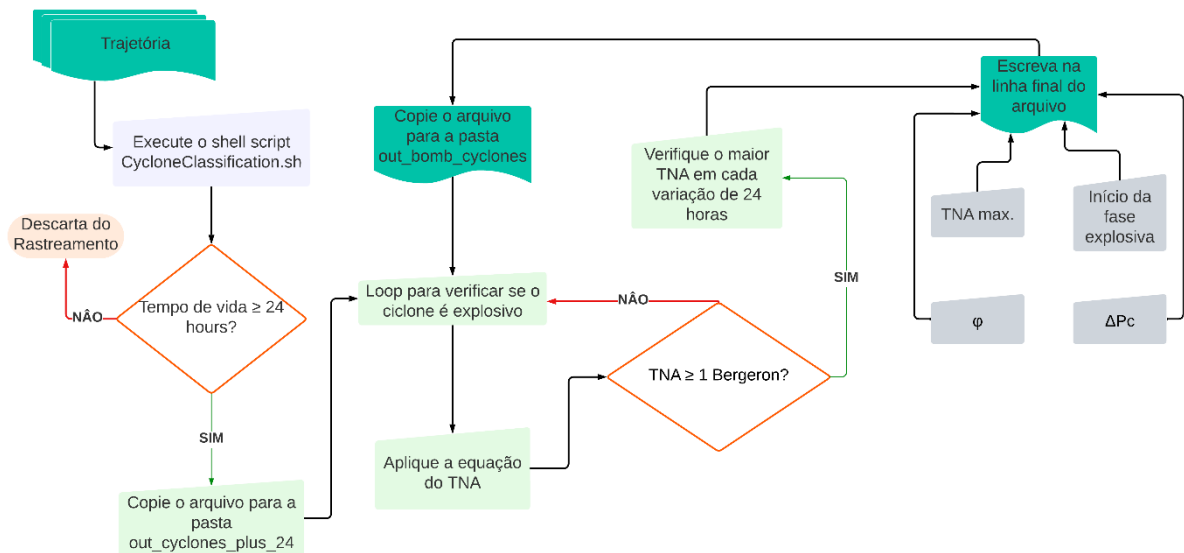 Trajetória
Execute o shell script
CycloneClassification.sh
Descarta do
Rastreamento
NÂO
Tempo de vida ≥ 24
hours?
SIM
Copie o arquivo para a
pasta
out_cyclones_plus_24
Copie o arquivo
para a pasta
out_bomb_cyclones
Loop para verificar se o
ciclone é explosivo
Aplique a equação
do TNA
NÂO
TNA ≥ 1 Bergeron?
SIM
Verifique o maior
TNA em cada
variação de 24
horas
Escreva na
linha final do
arquivo
TNA max.
Início da
fase
explosiva
φ
ΔPc